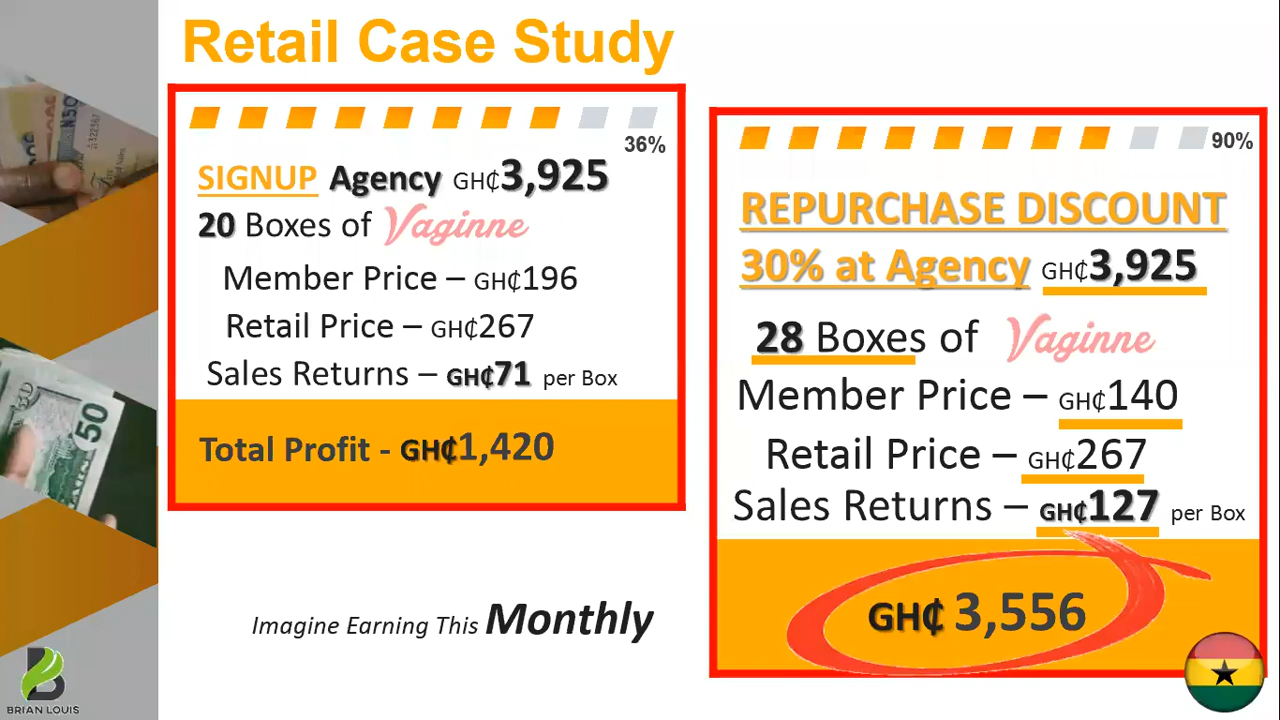 Retail Case Study
36%
SIGNUP Agency GH₵3,925
20 Boxes of Vaginne
Member Price – GH₵196
Retail Price – GH₵267
Sales Returns – GH₵71 per Box
Total Profit - GH₵1,420
Imagine Earning This Monthly
90%
REPURCHASE DISCOUNT
30% at Agency GH₵3,925
28 Boxes of Vaginne
Member Price – GH₵140
Retail Price – GH₵267
Sales Returns – GH₵127 per Box
GH₵ 3,556
50
BRIAN LOUIS